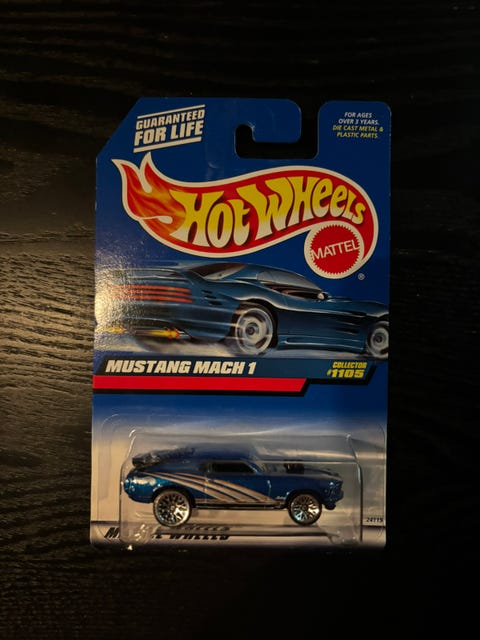 GUARANTEED
FOR LIFE
FOR AGES
OVER 3 YEARS.
DIE CAST METAL &
PLASTIC PARTS.
HOT WHEELS
MATTEL
®
MUSTANG MACH 1
COLLECTOR
#1105
WHEELS